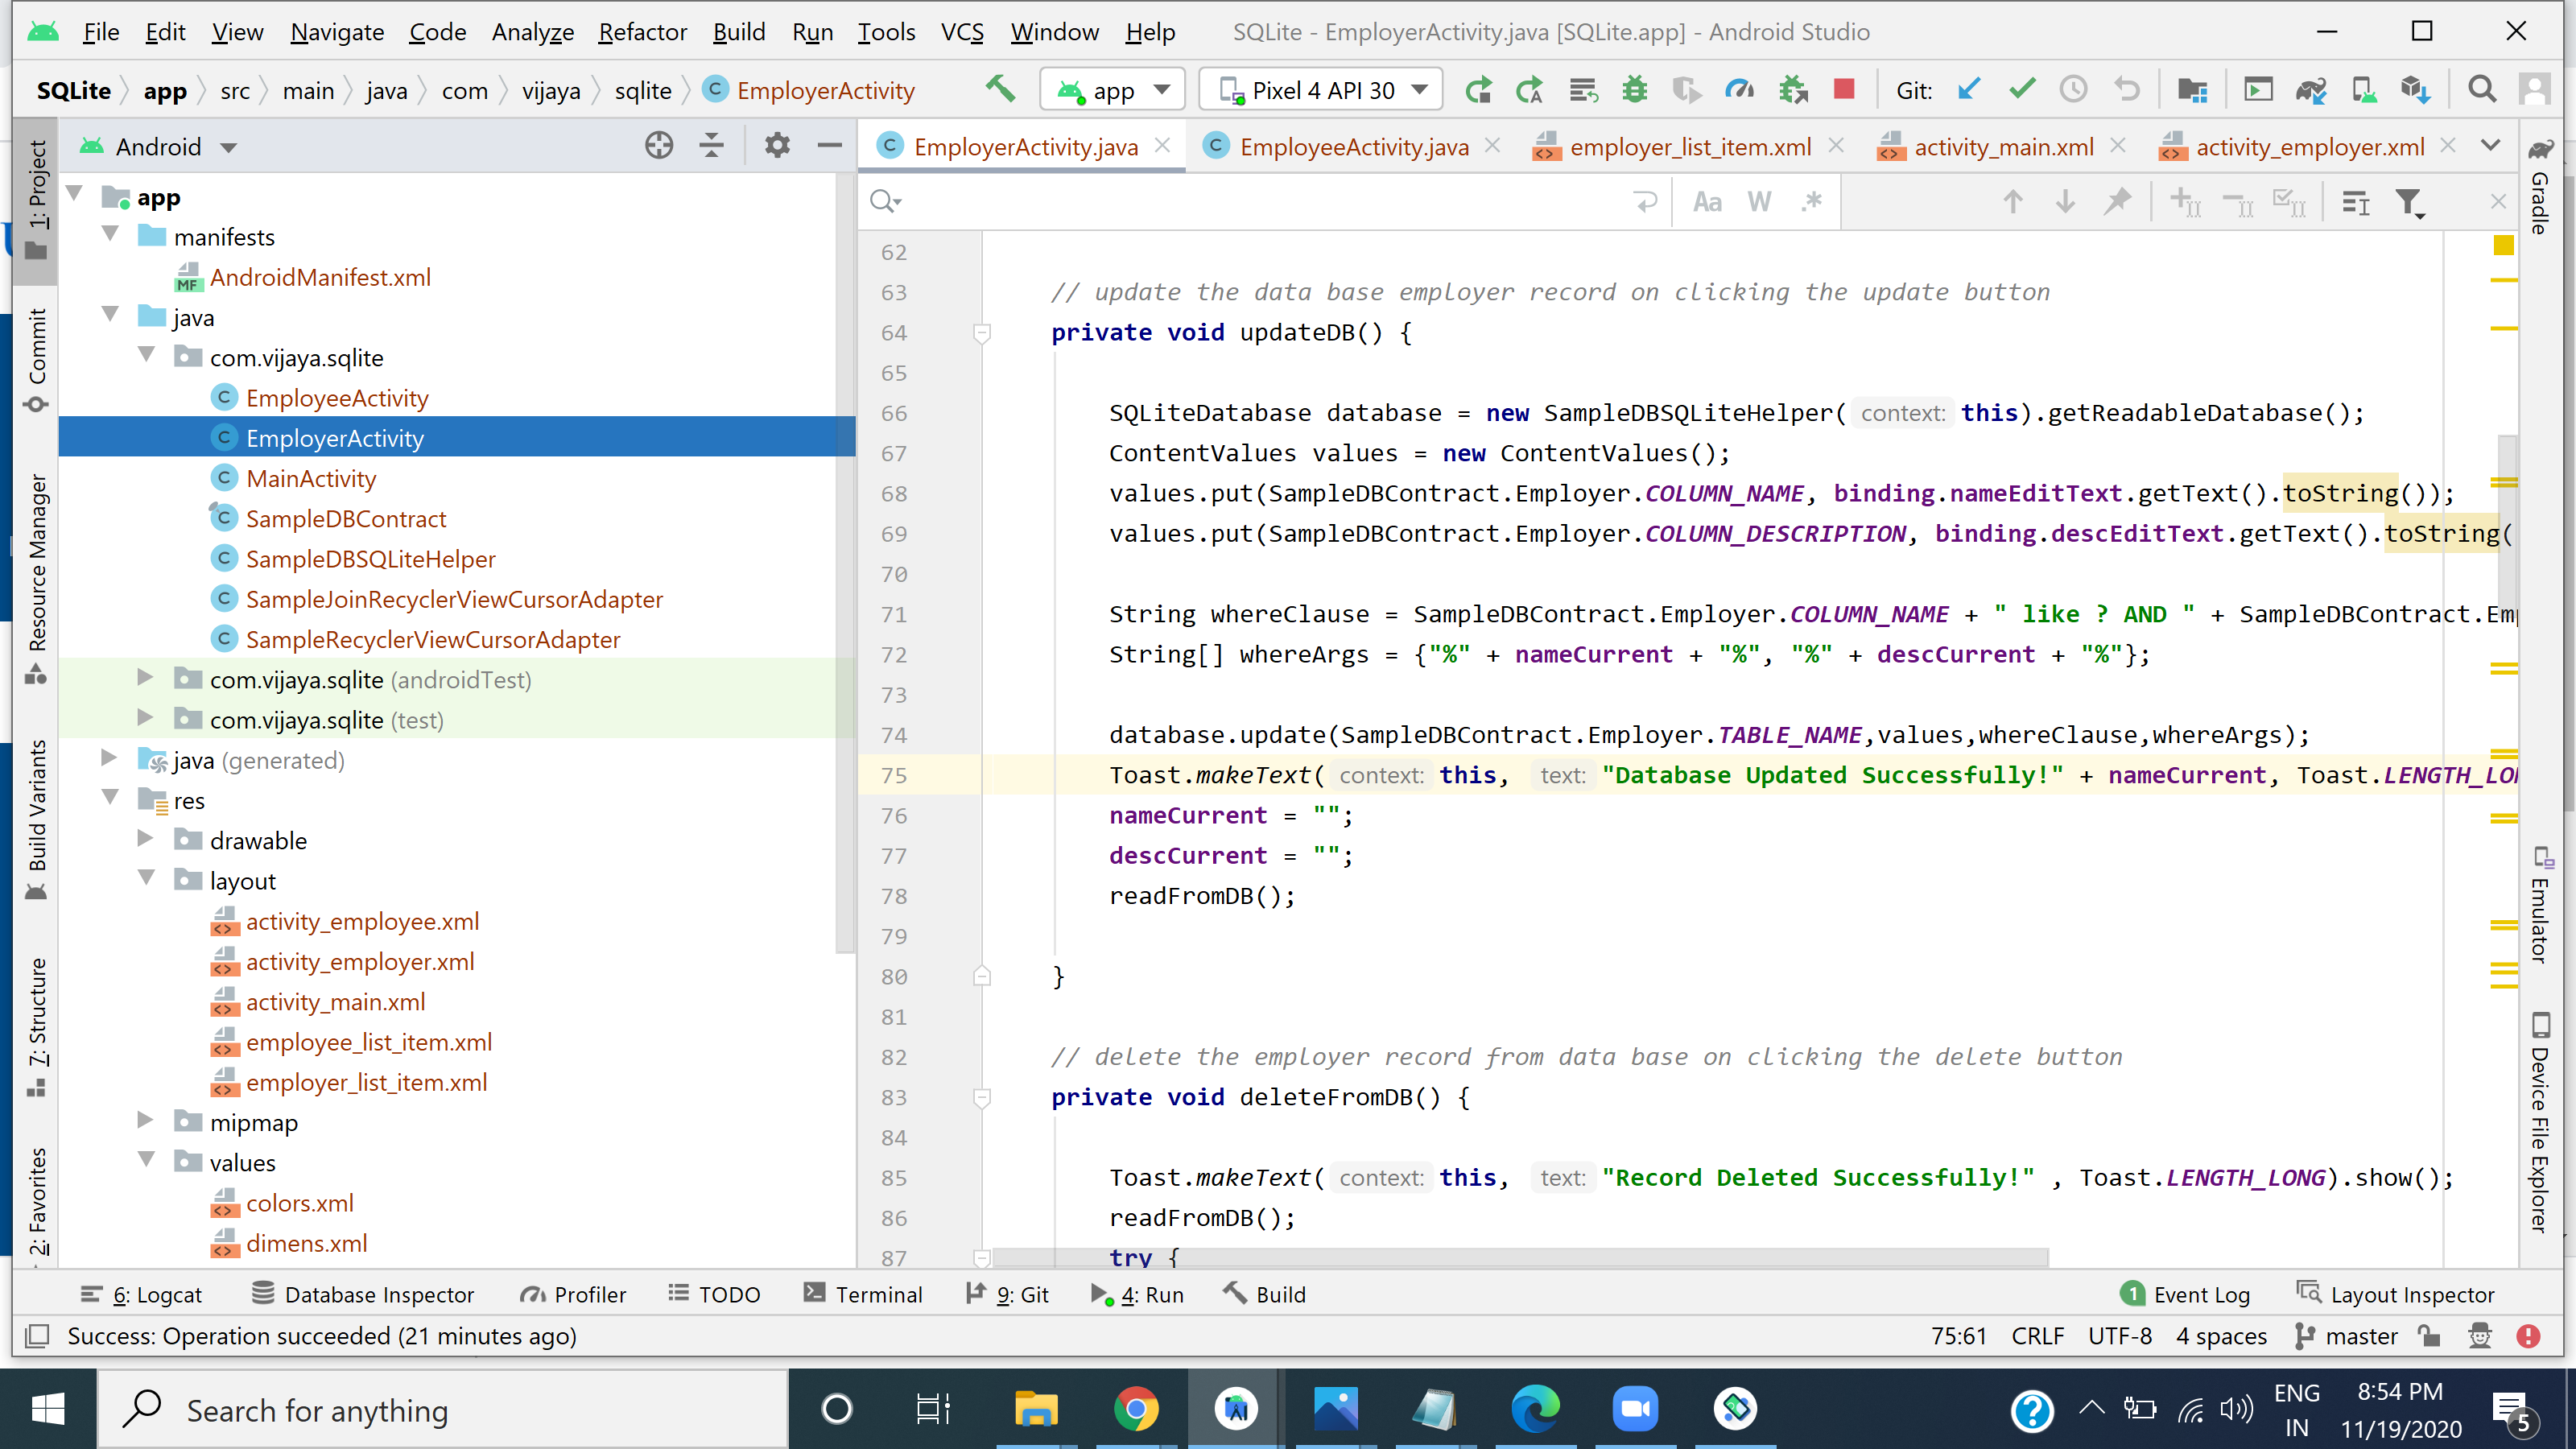 File Edit View Navigate Code Analyze Refactor Build Run Tools VCS Window Help SQLite - EmployerActivity.java [SQLite.app] - Android Studio
SQLite app src main java com vijaya sqlite C EmployerActivity app Pixel 4 API 30 Git:
Android
EmployerActivity.java EmployeeActivity.java employer_list_item.xml activity_main.xml activity_employer.xml
Aa W .*
1: Project
Commit
Resource Manager
Build Variants
7: Structure
2: Favorites
app
manifests
MF AndroidManifest.xml
java
com.vijaya.sqlite
C EmployeeActivity
C EmployerActivity
C MainActivity
C SampleDBContract
C SampleDBSQLiteHelper
C SampleJoinRecyclerViewCursorAdapter
C SampleRecyclerViewCursorAdapter
com.vijaya.sqlite (androidTest)
com.vijaya.sqlite (test)
java (generated)
res
drawable
layout
activity_employee.xml
activity_employer.xml
activity_main.xml
employee_list_item.xml
employer_list_item.xml
mipmap
values
colors.xml
dimens.xml
62
63 // update the data base employer record on clicking the update button
64 private void updateDB() {
65
66 SQLiteDatabase database = new SampleDBSQLiteHelper( context: this).getReadableDatabase();
67 ContentValues values = new ContentValues();
68 values.put(SampleDBContract.Employer.COLUMN_NAME, binding.nameEditText.getText().toString());
69 values.put(SampleDBContract.Employer.COLUMN_DESCRIPTION, binding.descEditText.getText().toString(
70
71 String whereClause = SampleDBContract.Employer.COLUMN_NAME + " like ? AND " + SampleDBContract.Em
72 String[] whereArgs = {"%" + nameCurrent + "%", "%" + descCurrent + "%"};
73
74 database.update(SampleDBContract.Employer.TABLE_NAME,values,whereClause,whereArgs);
75 Toast.makeText( context: this, text: "Database Updated Successfully!" + nameCurrent, Toast.LENGTH_LO
76 nameCurrent = "";
77 descCurrent = "";
78 readFromDB();
79
80 }
81
82 // delete the employer record from data base on clicking the delete button
83 private void deleteFromDB() {
84
85 Toast.makeText( context: this, text: "Record Deleted Successfully!" , Toast.LENGTH_LONG).show();
86 readFromDB();
87 try {
Gradle
Emulator
Device File Explorer
6: Logcat Database Inspector Profiler TODO Terminal 9: Git 4: Run Build 1 Event Log Layout Inspector
Success: Operation succeeded (21 minutes ago) 75:61 CRLF UTF-8 4 spaces master
Search for anything
ENG
IN
8:54 PM
11/19/2020
5